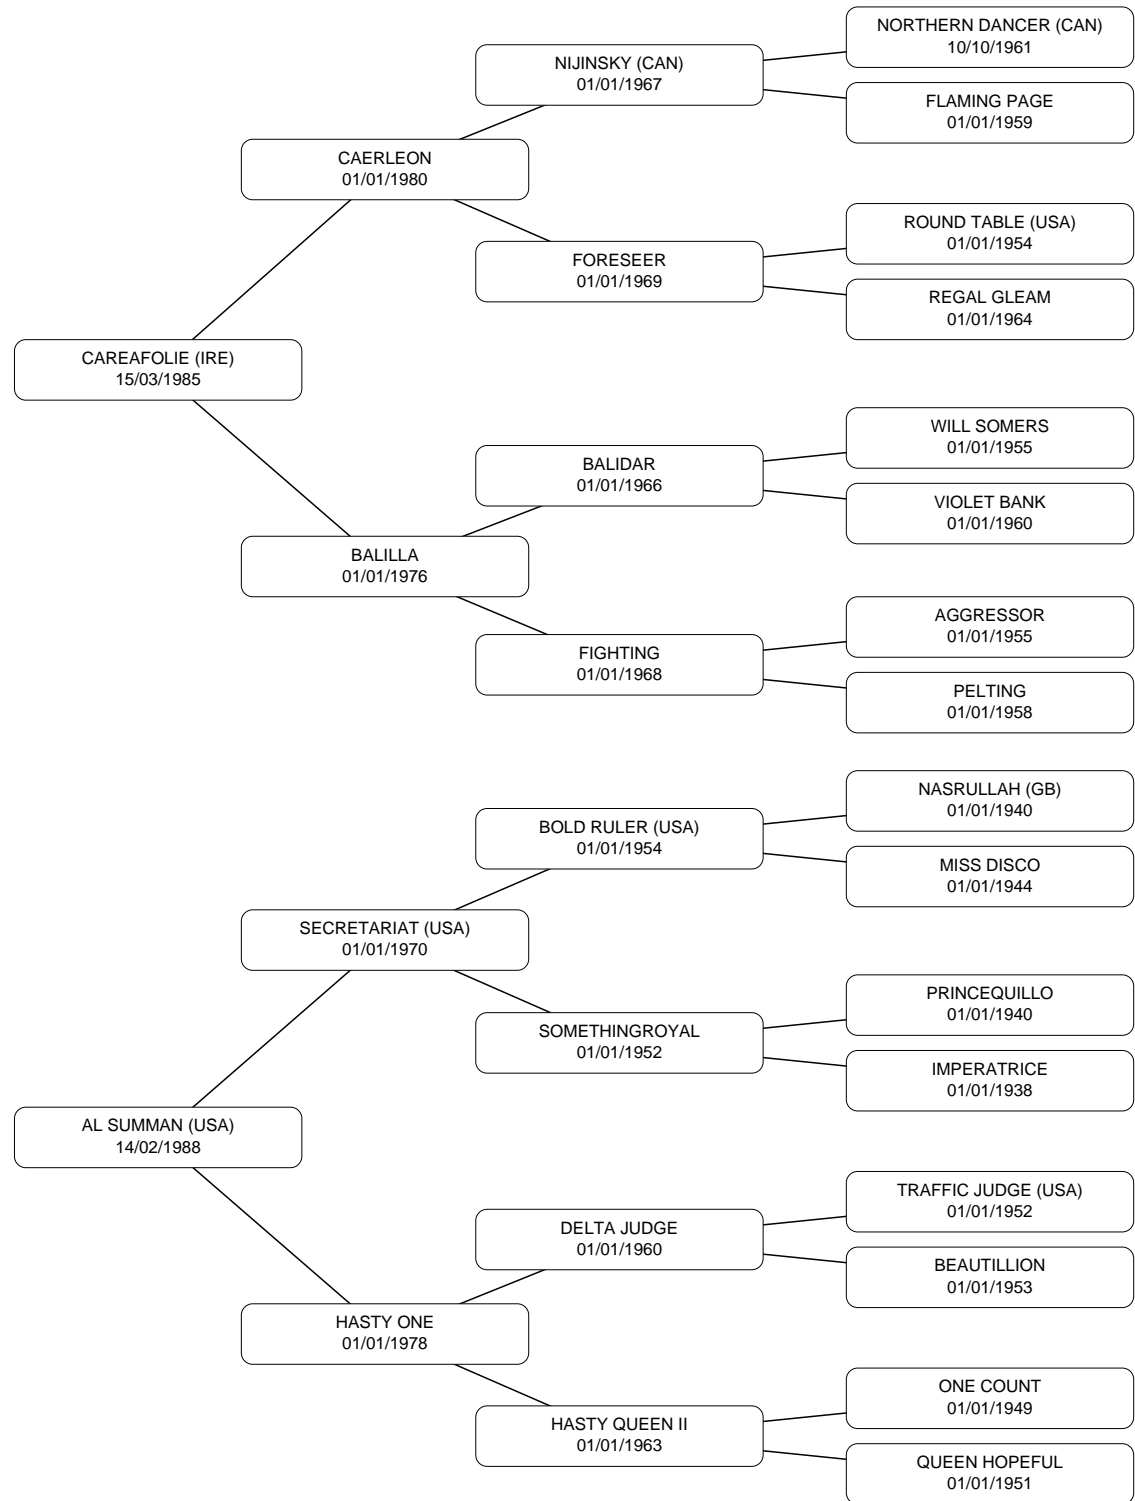 NORTHERN DANCER (CAN)
10/10/1961
NIJINSKY (CAN)
01/01/1967
FLAMING PAGE
01/01/1959
CAERLEON
01/01/1980
ROUND TABLE (USA)
01/01/1954
FORESEER
01/01/1969
REGAL GLEAM
01/01/1964
CAREAFOLIE (IRE)
15/03/1985
WILL SOMERS
01/01/1955
BALIDAR
01/01/1966
VIOLET BANK
01/01/1960
BALILLA
01/01/1976
AGGRESSOR
01/01/1955
FIGHTING
01/01/1968
PELTING
01/01/1958
NASRULLAH (GB)
01/01/1940
BOLD RULER (USA)
01/01/1954
MISS DISCO
01/01/1944
SECRETARIAT (USA)
01/01/1970
PRINCEQUILLO
01/01/1940
SOMETHINGROYAL
01/01/1952
IMPERATRICE
01/01/1938
AL SUMMAN (USA)
14/02/1988
TRAFFIC JUDGE (USA)
01/01/1952
DELTA JUDGE
01/01/1960
BEAUTILLION
01/01/1953
HASTY ONE
01/01/1978
ONE COUNT
01/01/1949
HASTY QUEEN II
01/01/1963
QUEEN HOPEFUL
01/01/1951